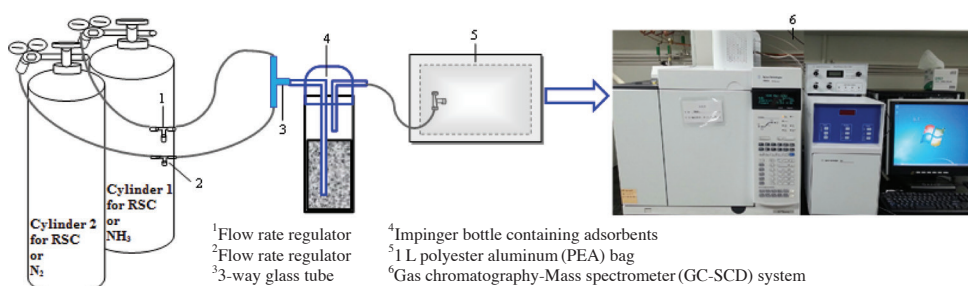 6
4
5
1
3
2
Cylinder 1
for RSC
or
NH₃
Cylinder 2
for RSC
or
N₂
¹Flow rate regulator
²Flow rate regulator
³3-way glass tube
⁴Impinger bottle containing adsorbents
⁵1 L polyester aluminum (PEA) bag
⁶Gas chromatography-Mass spectrometer (GC-SCD) system